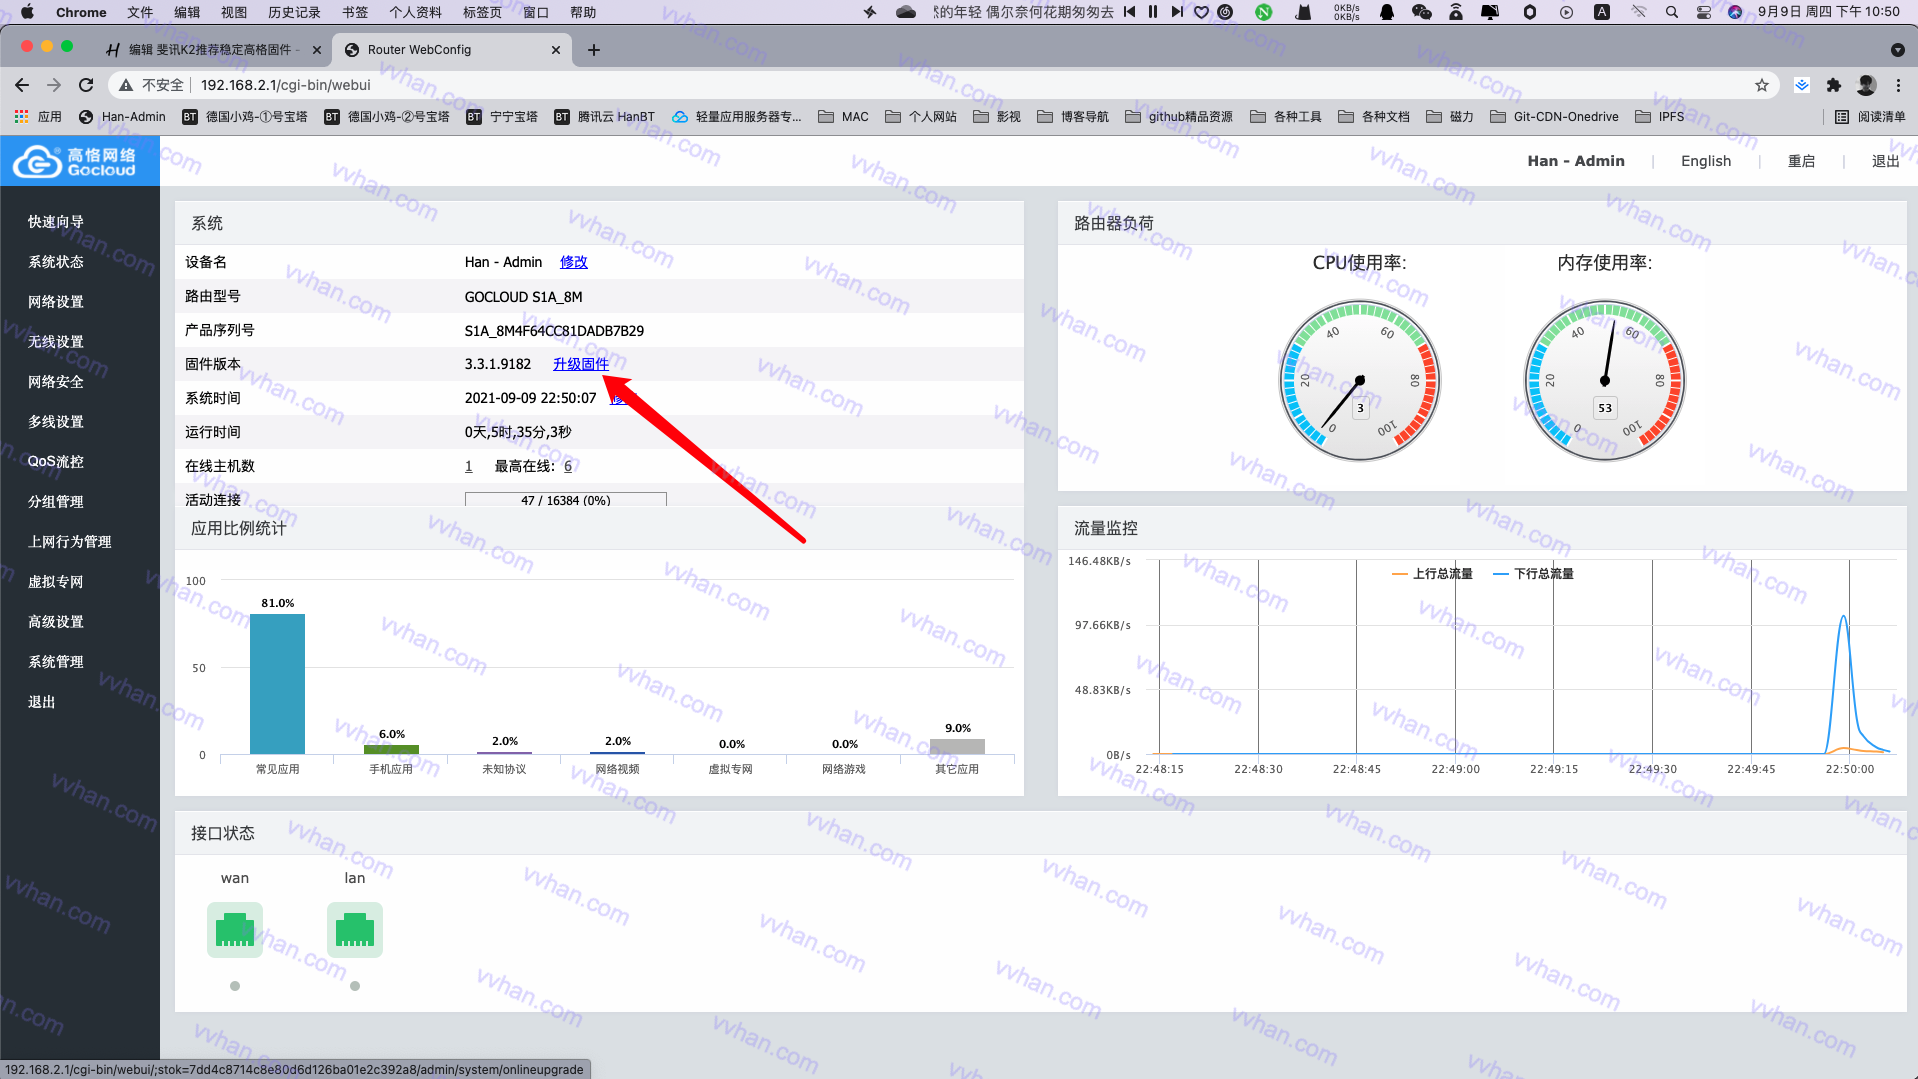 Chrome 文件 编辑 视图 历史记录 书签 个人资料 标签页 窗口 帮助
的年轻 偶尔奈何花期匆匆去 0KB/s 0KB/s 9月9日 周四 下午 10:50
编辑 斐讯K2推荐稳定高格固件 - Router WebConfig
不安全 192.168.2.1/cgi-bin/webui
应用 Han-Admin 德国小鸡-①号宝塔 德国小鸡-②号宝塔 宁宁宝塔 腾讯云 HanBT 轻量应用服务器专... MAC 个人网站 影视 博客导航 github精品资源 各种工具 各种文档 磁力 Git-CDN-Onedrive IPFS 阅读清单
高恪网络
Gocloud
Han - Admin English 重启 退出
快速向导
系统状态
网络设置
无线设置
网络安全
多线设置
QoS流控
分组管理
上网行为管理
虚拟专网
高级设置
系统管理
退出
系统
设备名 Han - Admin 修改
路由型号 GOCLOUD S1A_8M
产品序列号 S1A_8M4F64CC81DADB7B29
固件版本 3.3.1.9182 升级固件
系统时间 2021-09-09 22:50:07
运行时间 0天,5时,35分,3秒
在线主机数 1 最高在线: 6
活动连接 47 / 16384 (0%)
路由器负荷
CPU使用率: 内存使用率:
0 20 40 60 80 100 3
0 20 40 60 80 100 53
应用比例统计
100
50
0
81.0% 6.0% 2.0% 2.0% 0.0% 0.0% 9.0%
常见应用 手机应用 未知协议 网络视频 虚拟专网 网络游戏 其它应用
流量监控
上行总流量 下行总流量
146.48KB/s
97.66KB/s
48.83KB/s
0B/s
22:48:15 22:48:30 22:48:45 22:49:00 22:49:15 22:49:30 22:49:45 22:50:00
接口状态
wan lan
192.168.2.1/cgi-bin/webui/;stok=7dd4c8714c8e80d6d126ba01e2c392a8/admin/system/onlineupgrade
vvhan.com